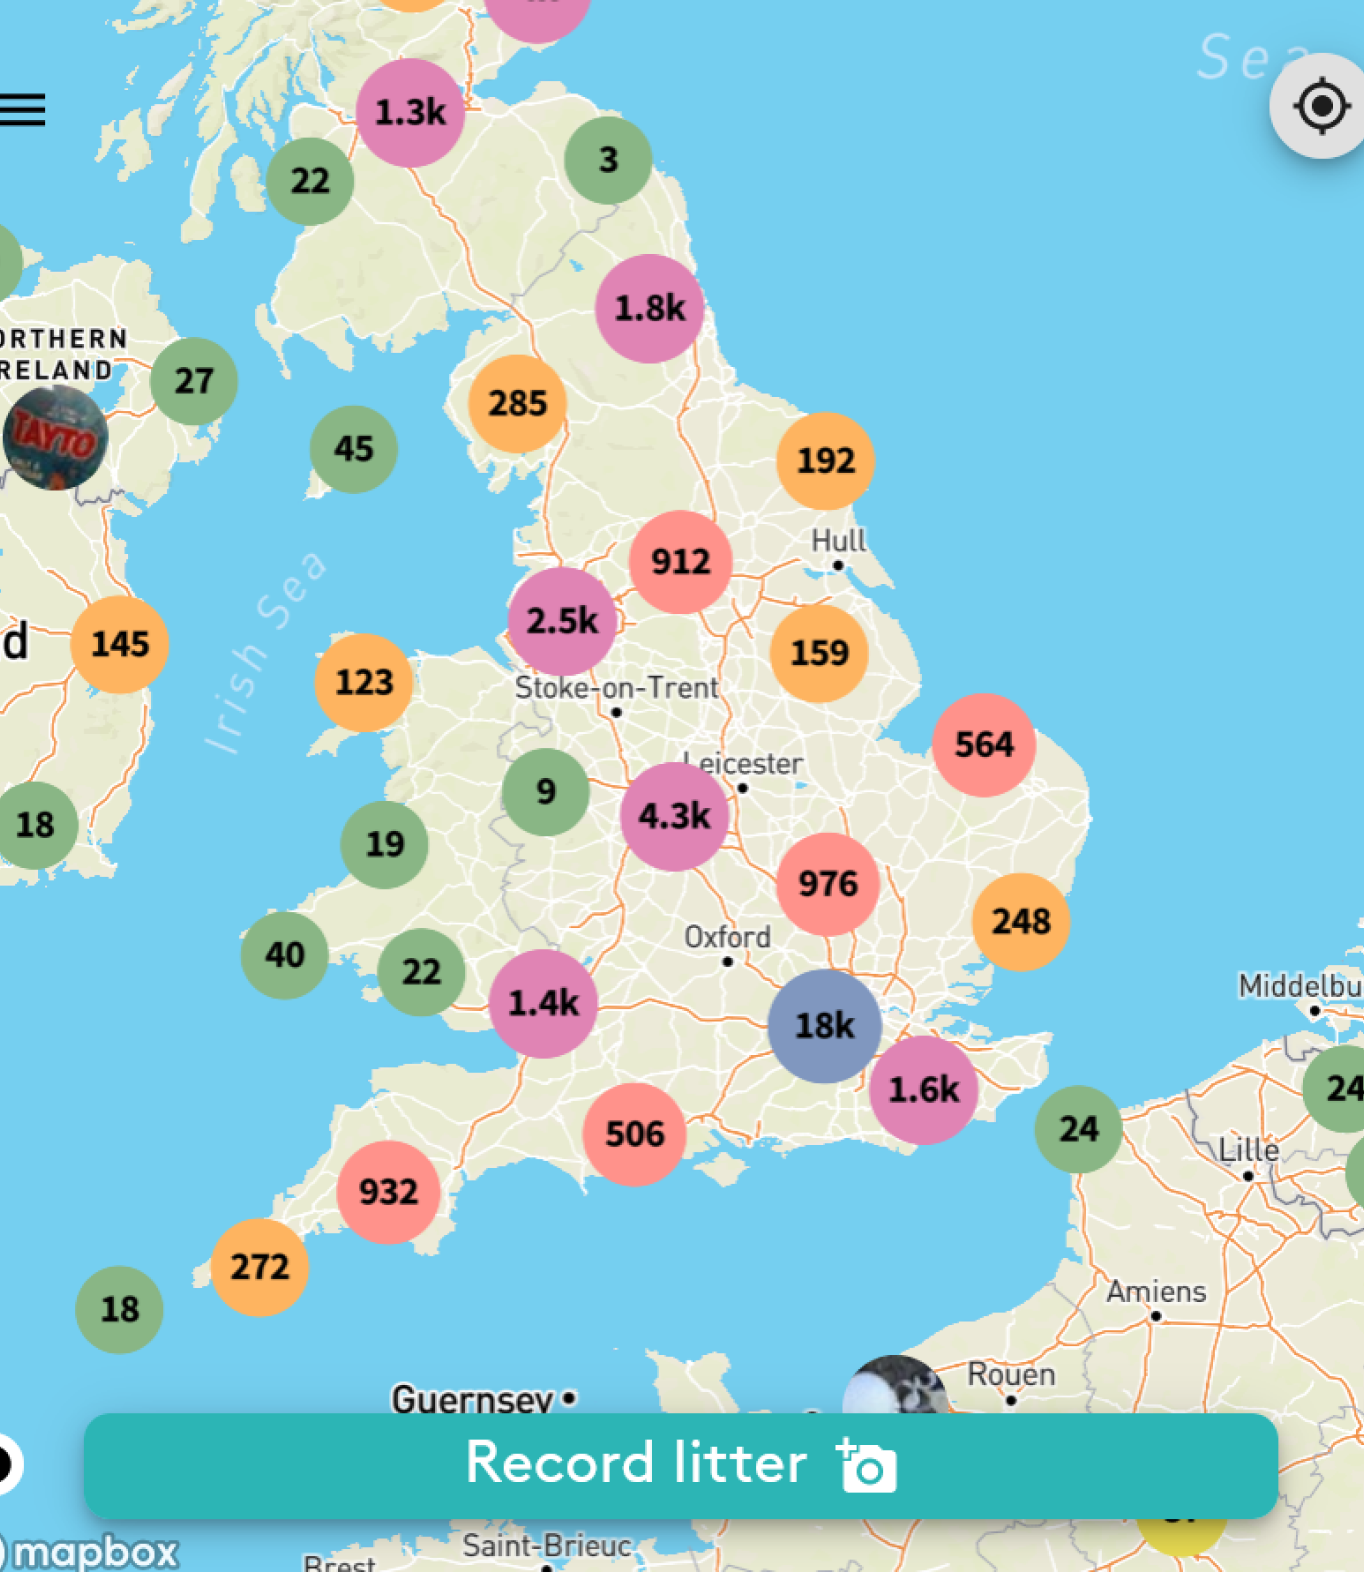 Sea
1.3k
3
22
1.8k
ORTHERN
RELAND
27
TAYTO
285
45
192
Hull
912
2.5k
Irish Sea
d
145
159
123
Stoke-on-Trent
564
Leicester
9
4.3k
18
19
976
248
Oxford
40
22
Middelbu
1.4k
18k
1.6k
24
24
506
Lille
932
272
18
Amiens
Rouen
Guernsey
Record litter
Saint-Brieuc
mapbox
Brest